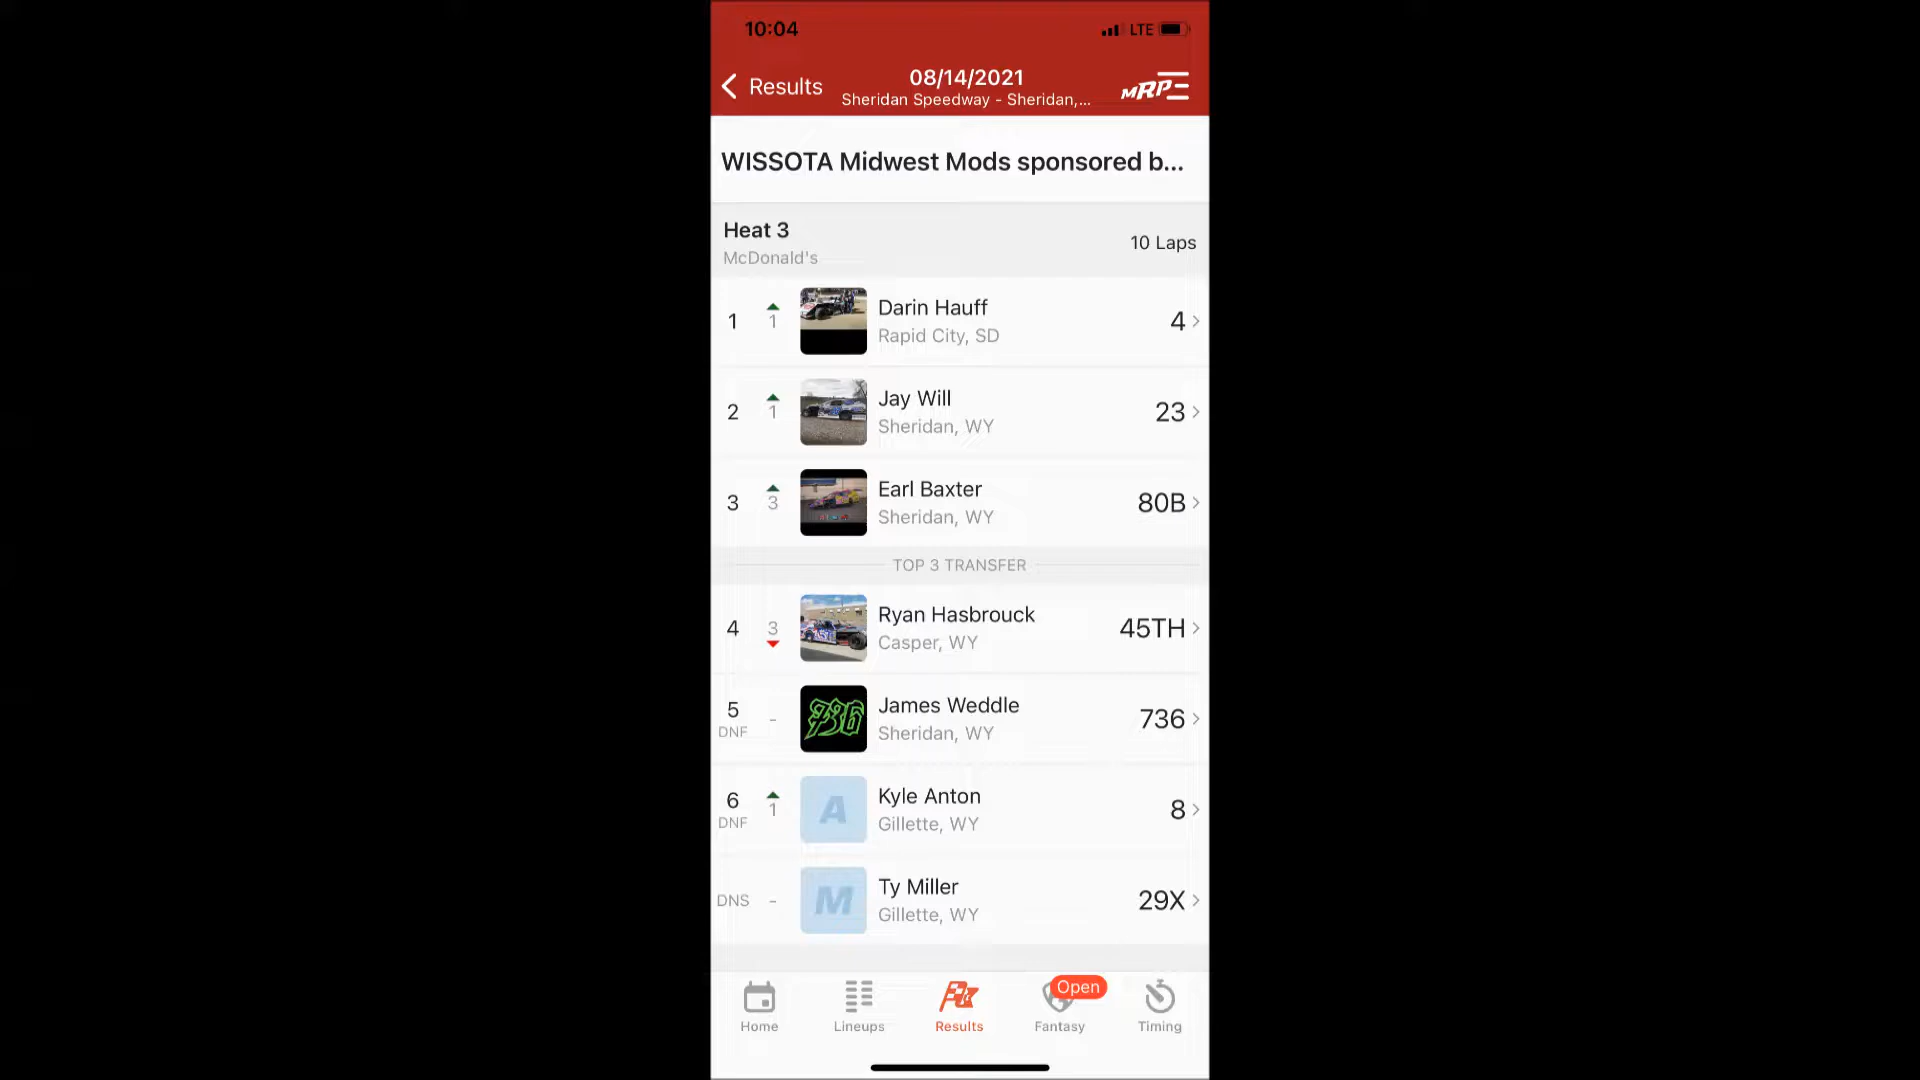 10:04
LTE
Results
08/14/2021
Sheridan Speedway - Sheridan,...
MRP
WISSOTA Midwest Mods sponsored b...
Heat 3
McDonald's
10 Laps
1
1
Darin Hauff
Rapid City, SD
4
2
1
Jay Will
Sheridan, WY
23
3
3
Earl Baxter
Sheridan, WY
80B
TOP 3 TRANSFER
4
3
Ryan Hasbrouck
Casper, WY
45TH
5
DNF
-
736
James Weddle
Sheridan, WY
736
6
DNF
1
A
Kyle Anton
Gillette, WY
8
DNS
-
M
Ty Miller
Gillette, WY
29X
Home
Lineups
Results
Open
Fantasy
Timing